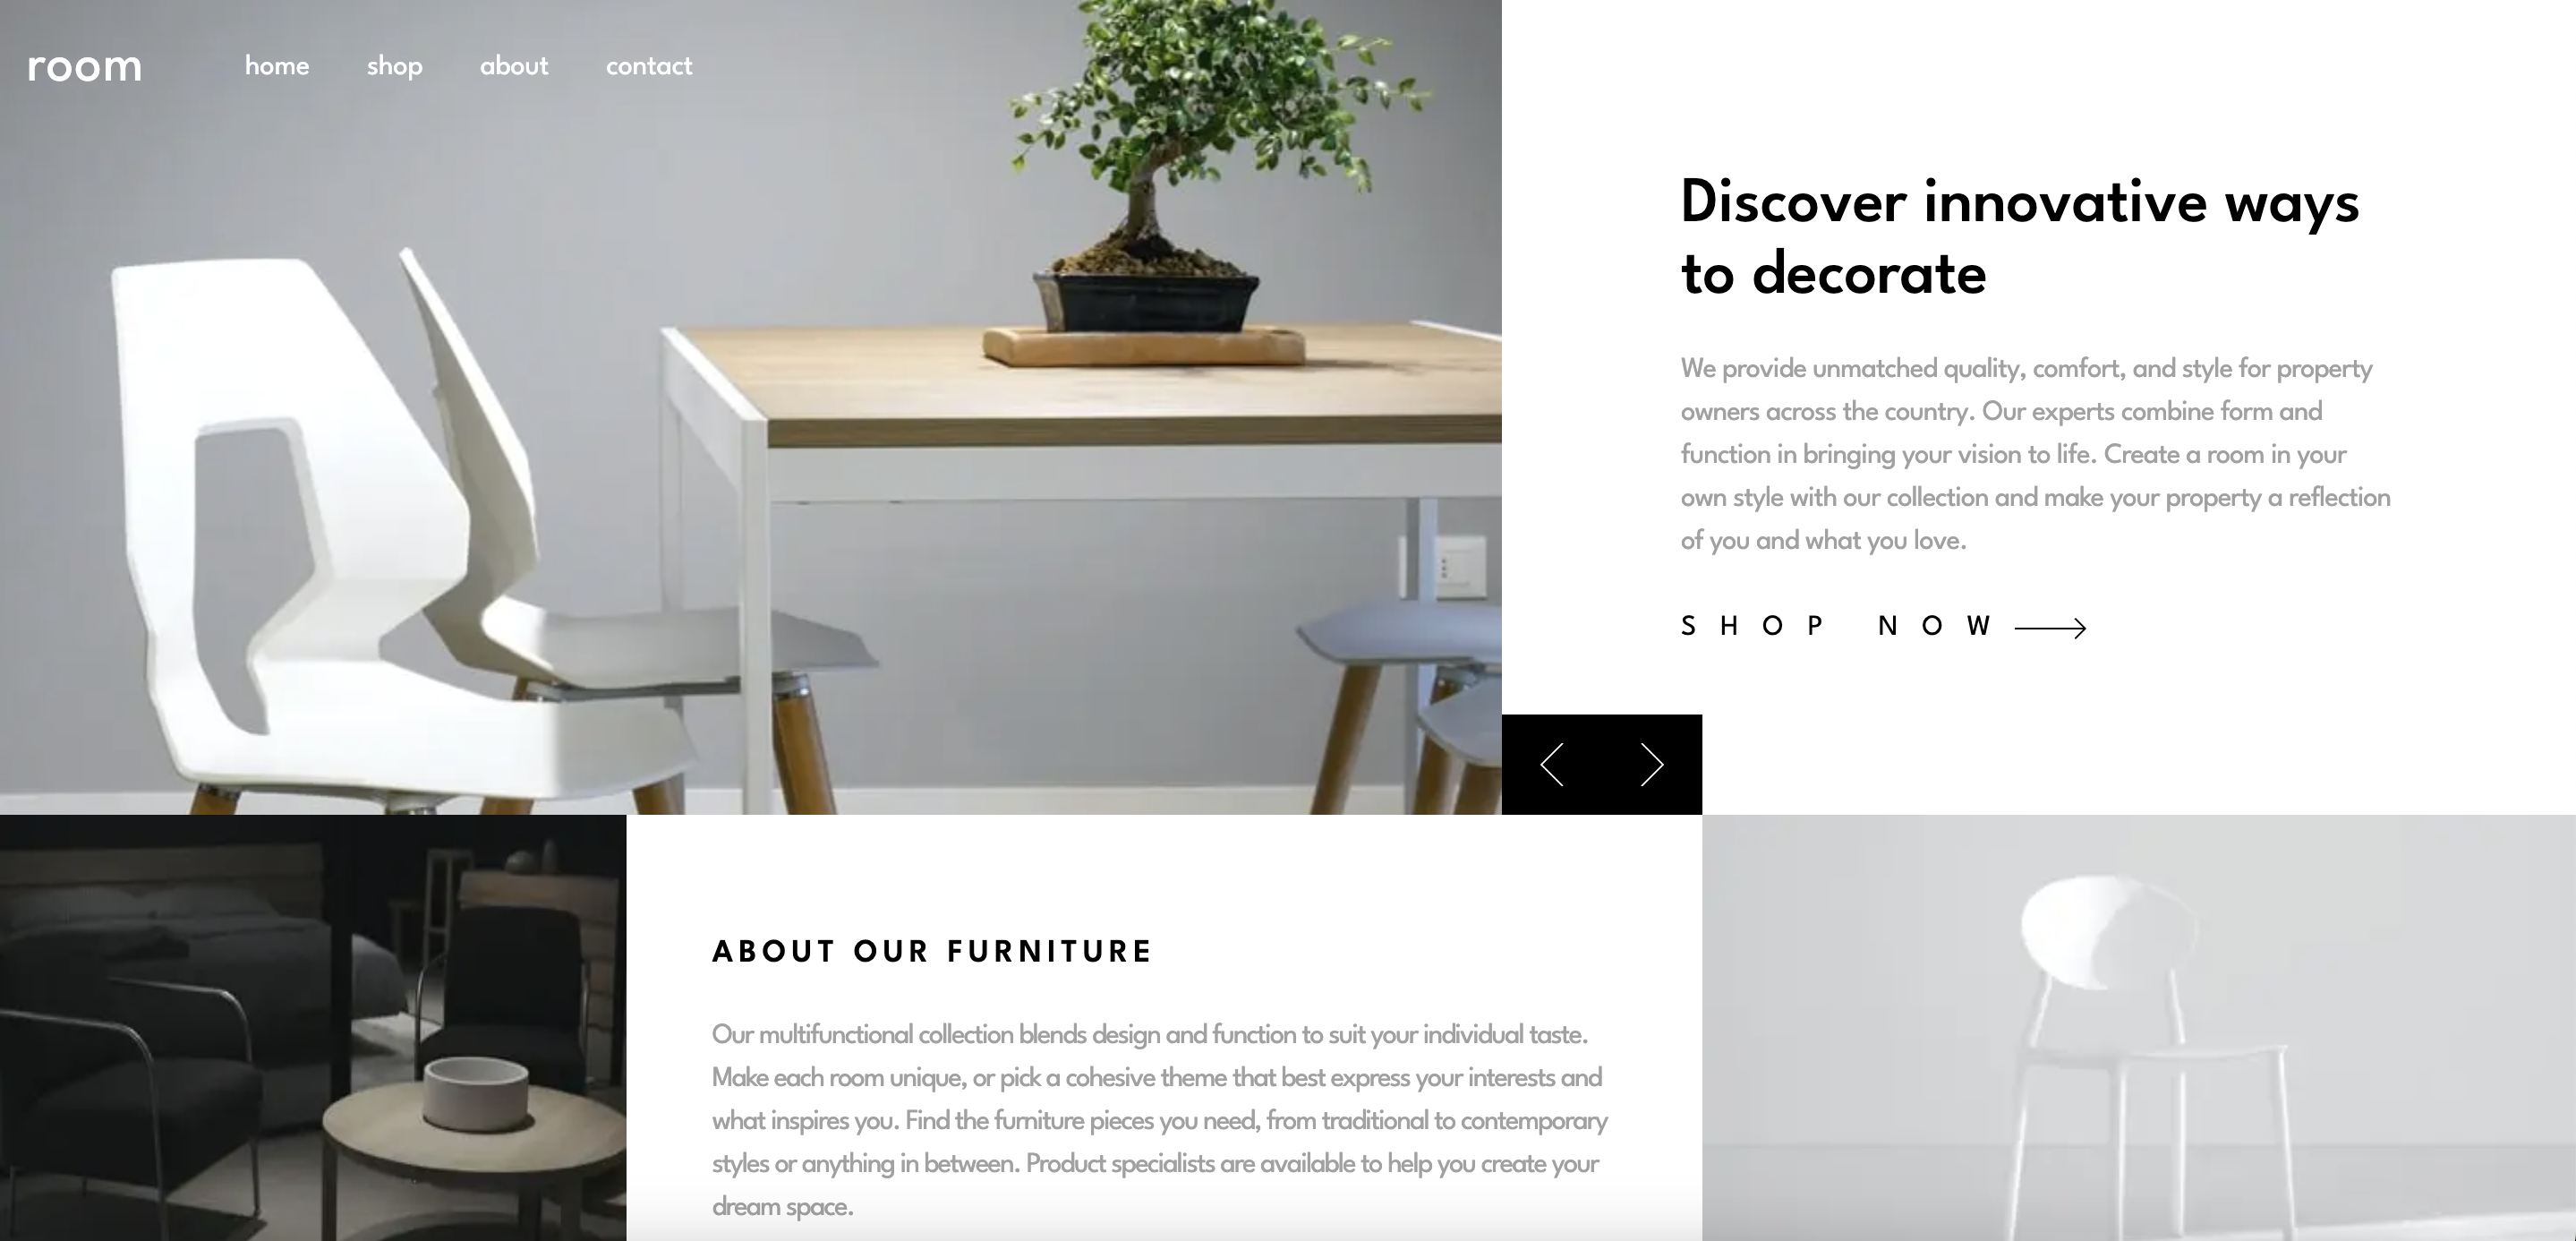 room
home shop about contact
Discover innovative ways
to decorate
We provide unmatched quality, comfort, and style for property
owners across the country. Our experts combine form and
function in bringing your vision to life. Create a room in your
own style with our collection and make your property a reflection
of you and what you love.
SHOP NOW
ABOUT OUR FURNITURE
Our multifunctional collection blends design and function to suit your individual taste.
Make each room unique, or pick a cohesive theme that best express your interests and
what inspires you. Find the furniture pieces you need, from traditional to contemporary
styles or anything in between. Product specialists are available to help you create your
dream space.